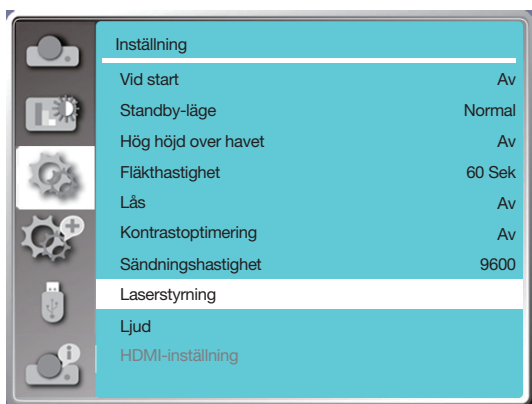 Inställning
Vid start Av
Standby-läge Normal
Hög höjd over havet Av
Fläkthastighet 60 Sek
Lås Av
Kontrastoptimering Av
Sändningshastighet 9600
Laserstyrning
Ljud
HDMI-inställning